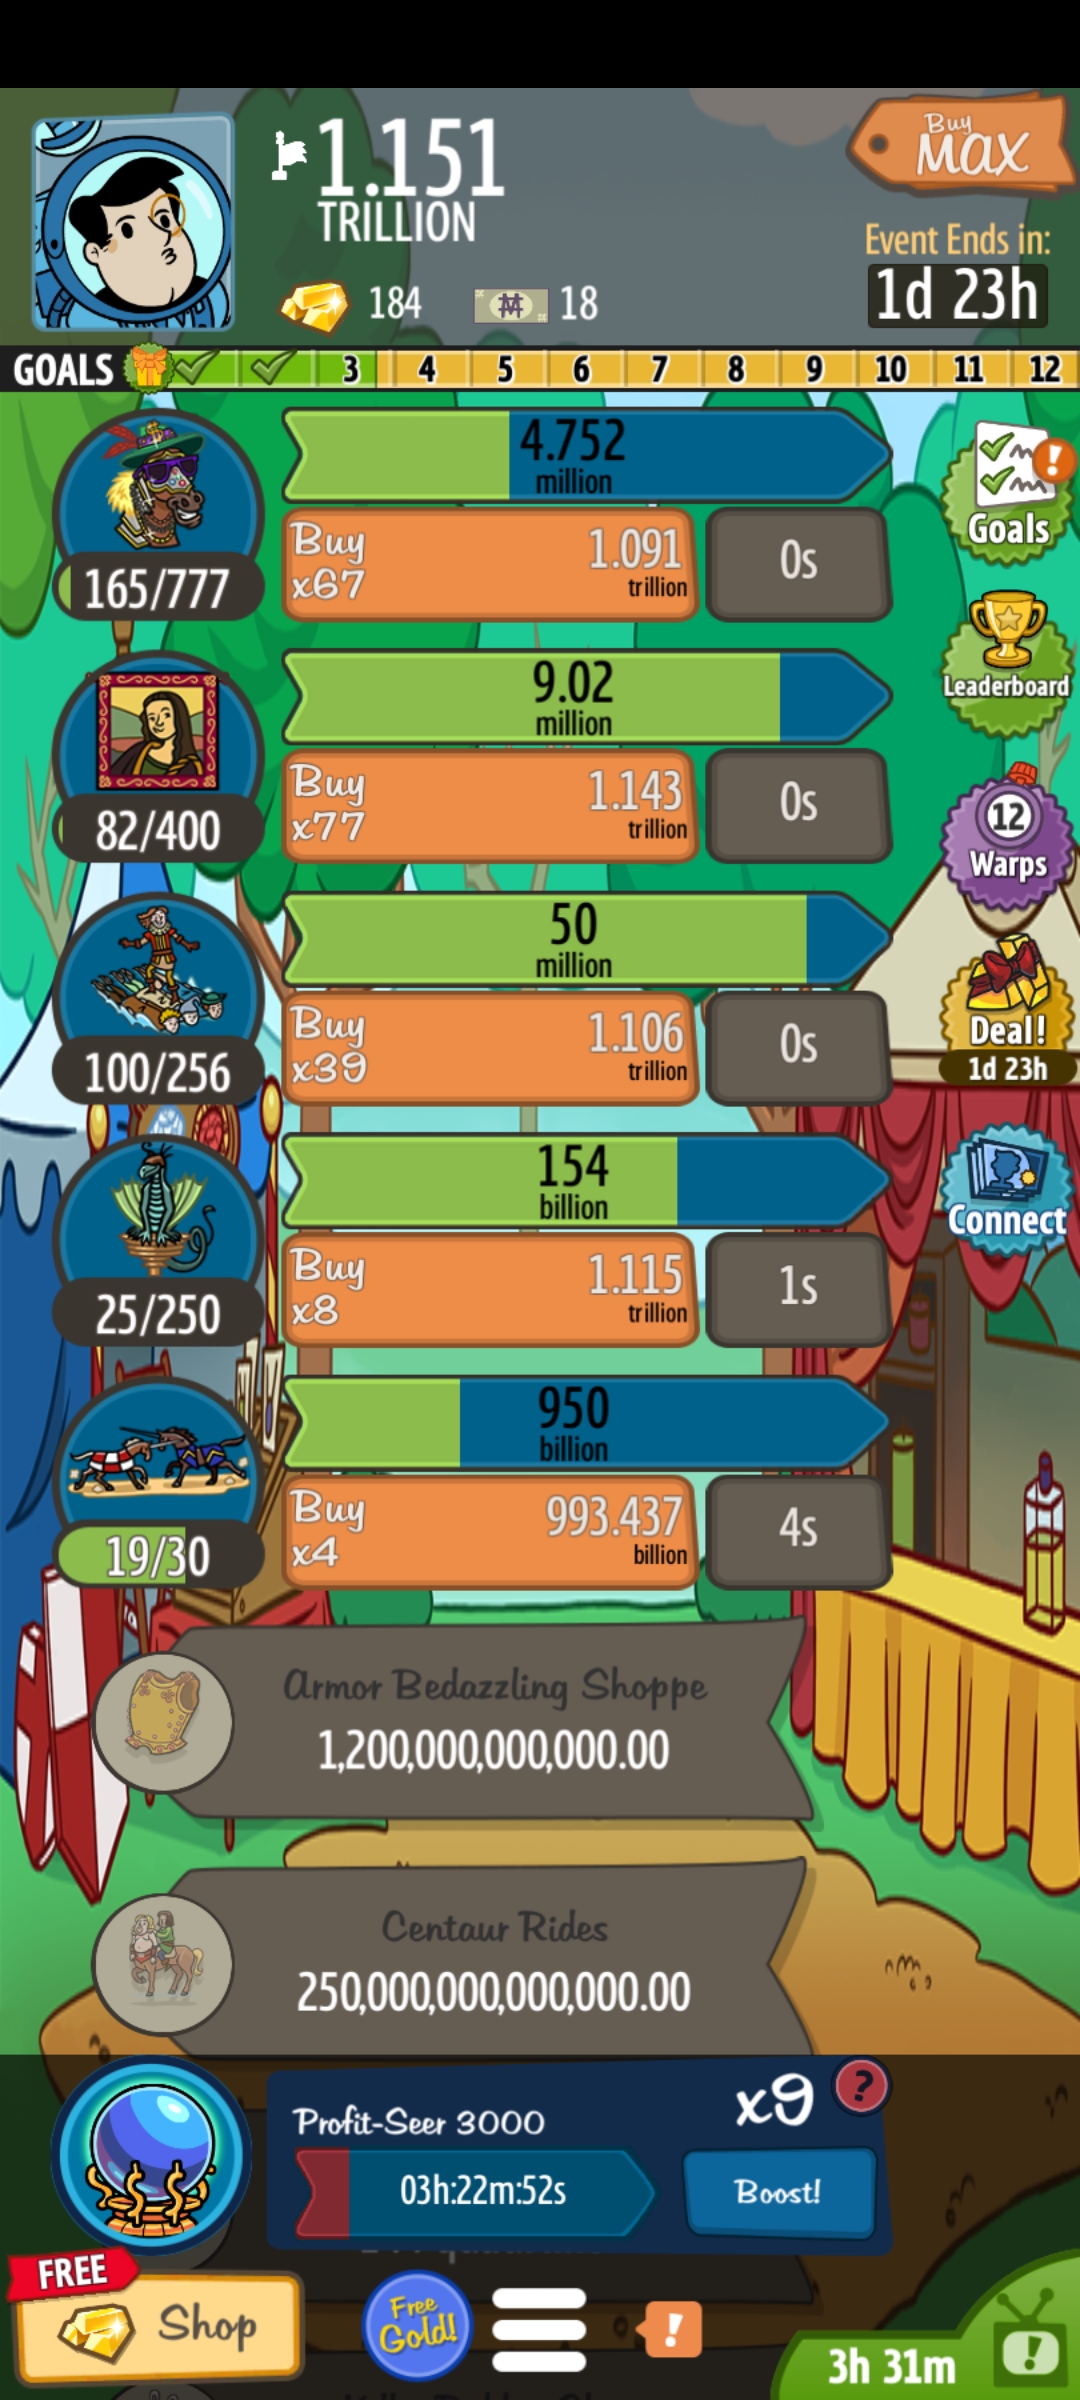 1.151
TRILLION
Buy
MAX
184
18
Event Ends in:
1d 23h
GOALS
3
4
5
6
7
8
9
10
11
12
4.752
million
Buy
x67
1.091
trillion
0s
165/777
Goals
9.02
million
Buy
x77
1.143
trillion
0s
82/400
Leaderboard
12
Warps
50
million
Buy
x39
1.106
trillion
0s
100/256
Deal!
1d 23h
154
billion
Buy
x8
1.115
trillion
1s
25/250
Connect
950
billion
Buy
x4
993.437
billion
4s
19/30
Armor Bedazzling Shoppe
1,200,000,000,000.00
Centaur Rides
250,000,000,000,000.00
Profit-Seer 3000
x9
?
03h:22m:52s
Boost!
FREE
Shop
Free
Gold!
!
3h 31m